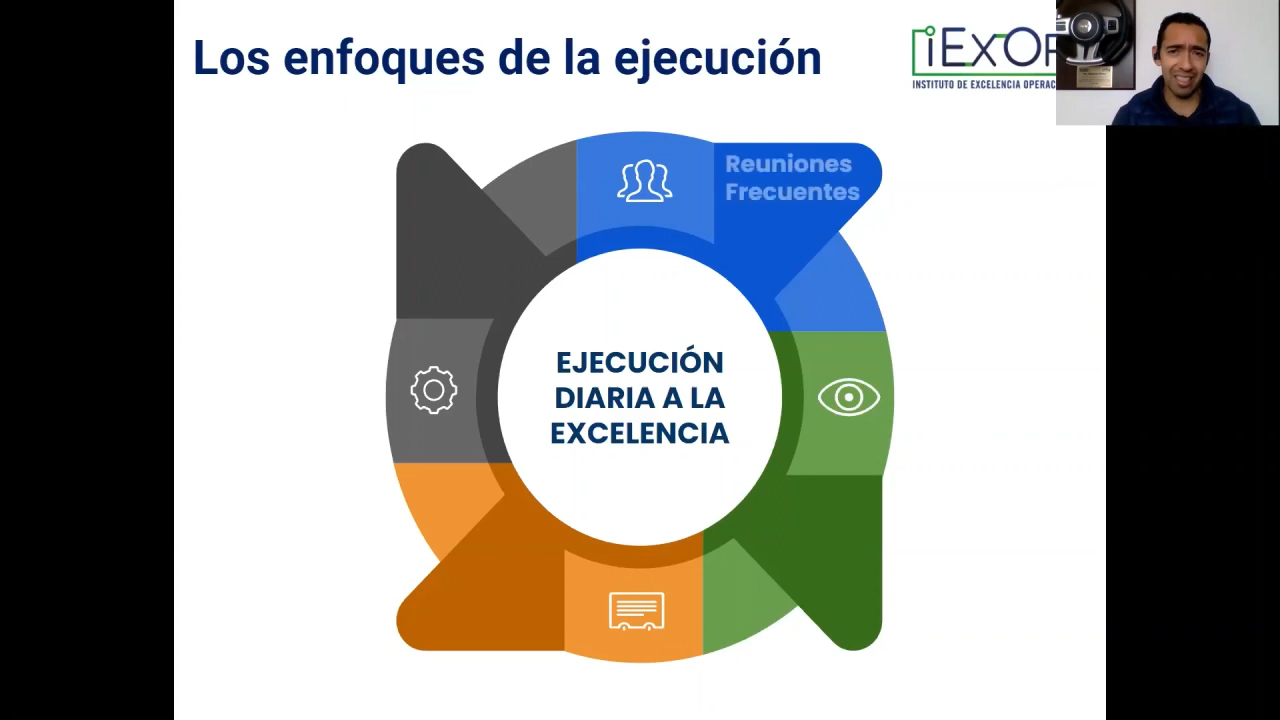 Los enfoques de la ejecución
iExOp
INSTITUTO DE EXCELENCIA OPERAC
Reuniones
Frecuentes
EJECUCIÓN
DIARIA A LA
EXCELENCIA